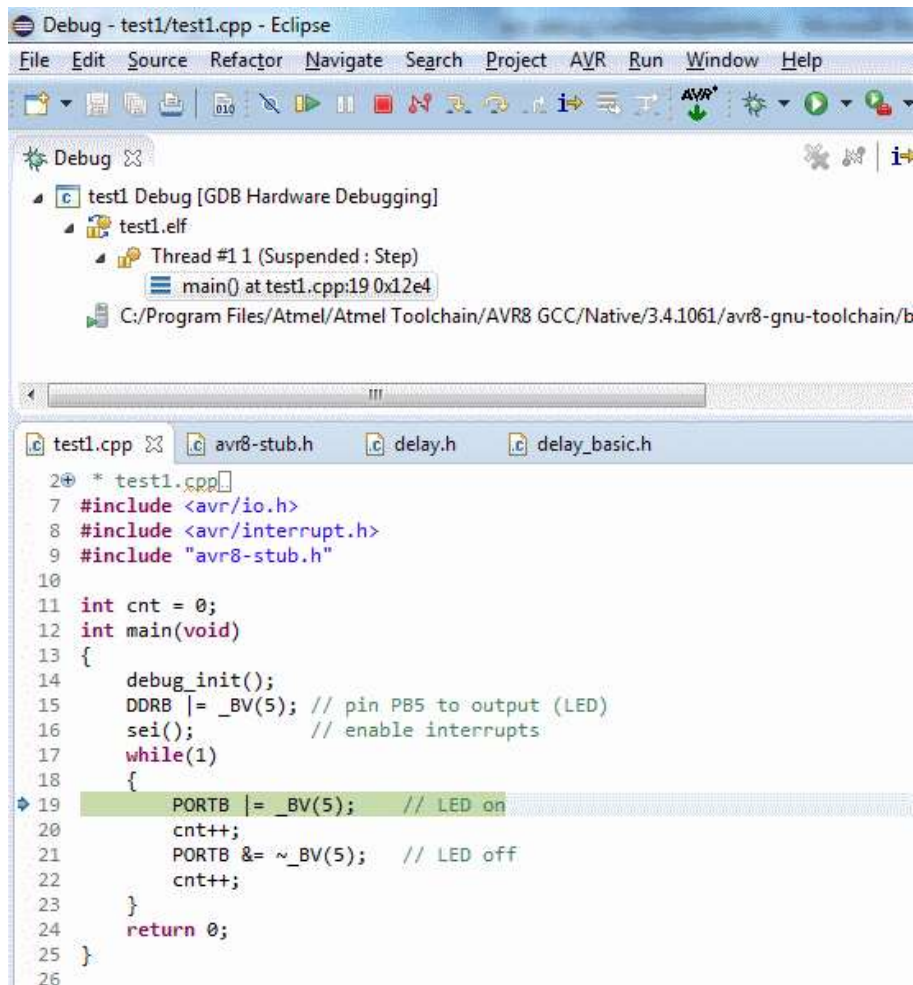 Debug - test1/test1.cpp - Eclipse
File Edit Source Refactor Navigate Search Project AVR Run Window Help
010 AVR
Debug
test1 Debug [GDB Hardware Debugging]
test1.elf
Thread #1 1 (Suspended : Step)
main() at test1.cpp:19 0x12e4
C:/Program Files/Atmel/Atmel Toolchain/AVR8 GCC/Native/3.4.1061/avr8-gnu-toolchain/b
test1.cpp avr8-stub.h delay.h delay_basic.h
2 * test1.cpp
7 #include <avr/io.h>
8 #include <avr/interrupt.h>
9 #include "avr8-stub.h"
10
11 int cnt = 0;
12 int main(void)
13 {
14 debug_init();
15 DDRB |= _BV(5); // pin PB5 to output (LED)
16 sei(); // enable interrupts
17 while(1)
18 {
19 PORTB |= _BV(5); // LED on
20 cnt++;
21 PORTB &= ~_BV(5); // LED off
22 cnt++;
23 }
24 return 0;
25 }
26